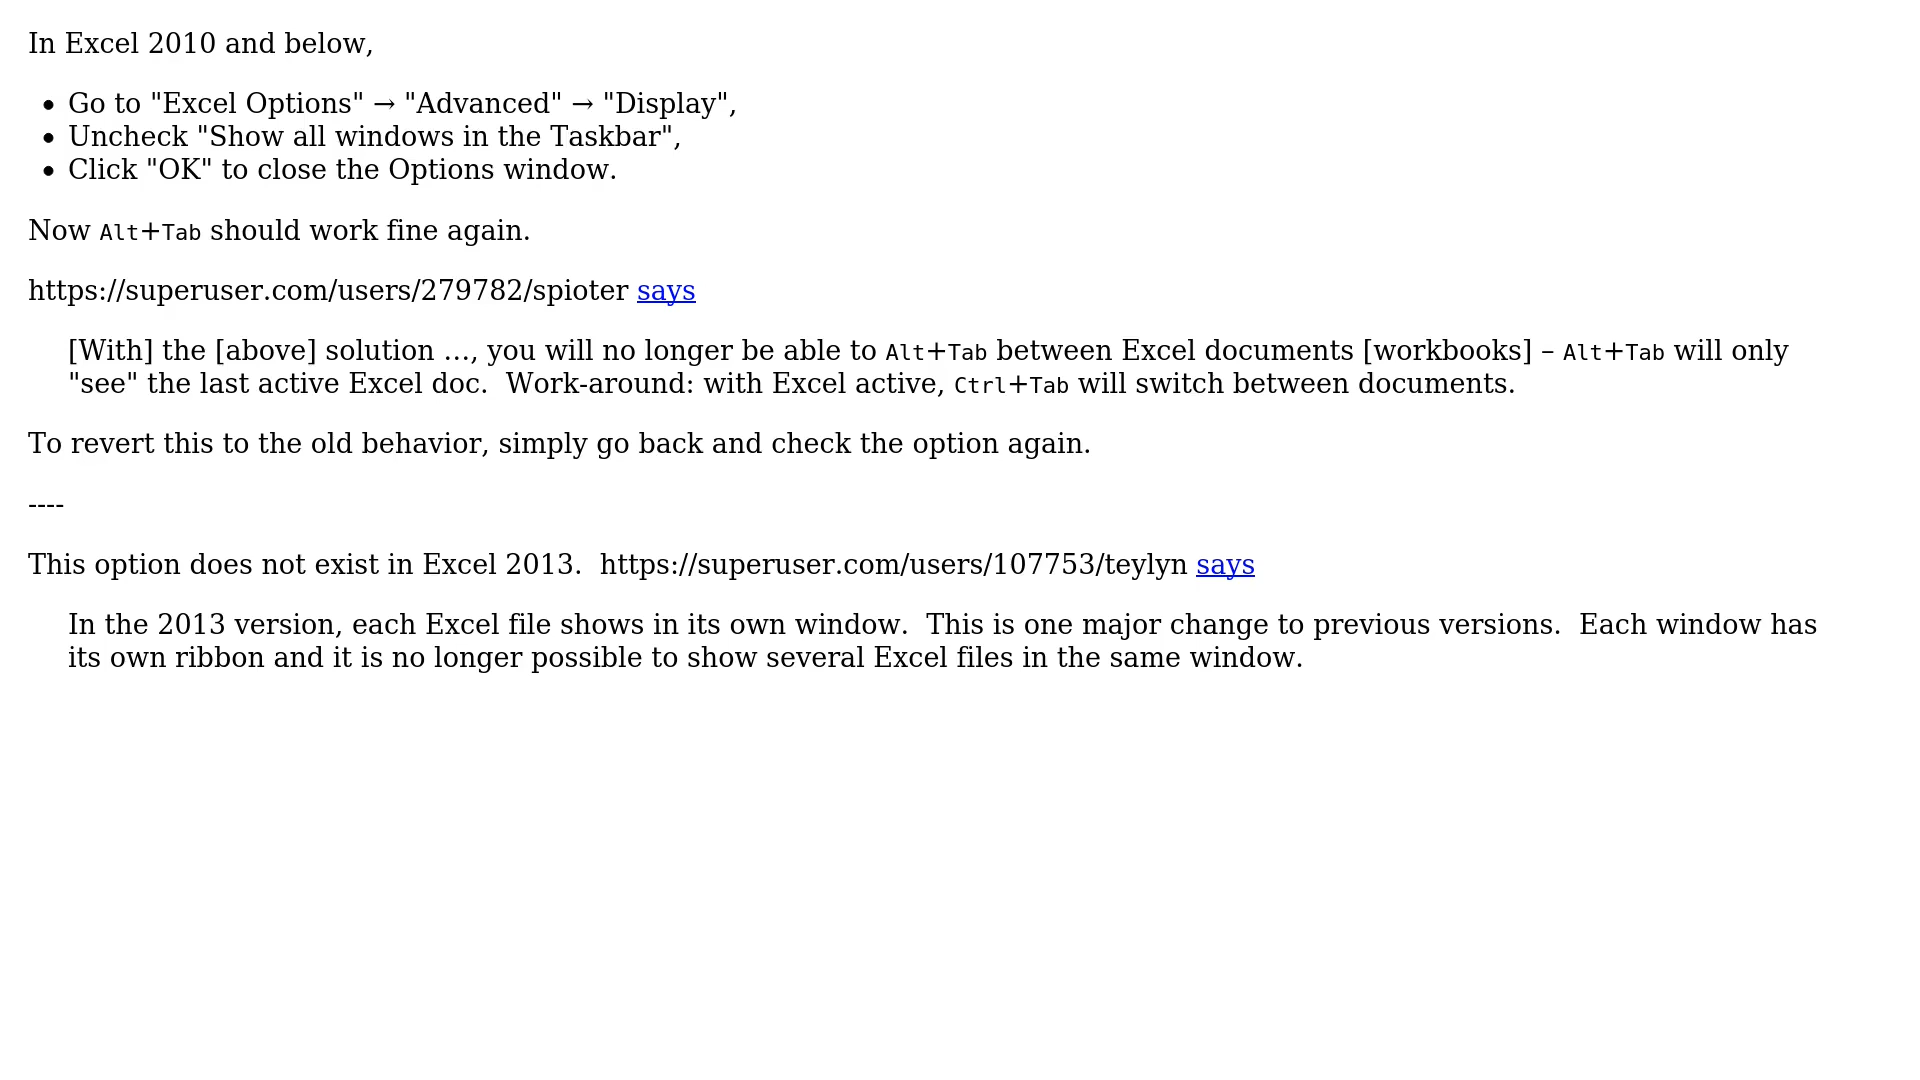 In Excel 2010 and below,
• Go to "Excel Options" → "Advanced" → "Display",
• Uncheck "Show all windows in the Taskbar",
• Click "OK" to close the Options window.
Now Alt+Tab should work fine again.
https://superuser.com/users/279782/spioter says
[With] the [above] solution …, you will no longer be able to Alt+Tab between Excel documents [workbooks] – Alt+Tab will only
"see" the last active Excel doc.  Work-around: with Excel active, Ctrl+Tab will switch between documents.
To revert this to the old behavior, simply go back and check the option again.
----
This option does not exist in Excel 2013.  https://superuser.com/users/107753/teylyn says
In the 2013 version, each Excel file shows in its own window.  This is one major change to previous versions.  Each window has
its own ribbon and it is no longer possible to show several Excel files in the same window.